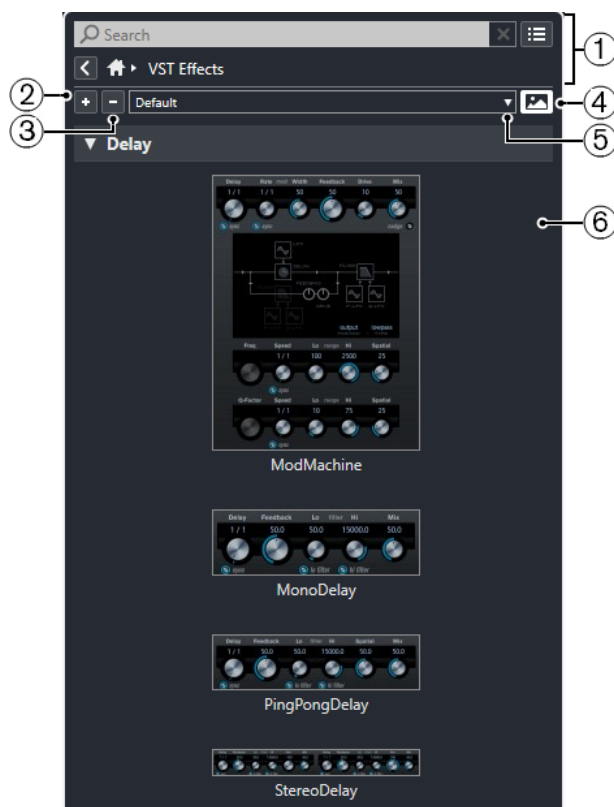 Search
1
VST Effects
2
Default
4
3
5
Delay
6
Delay Rate mod Width Feedback Drive Mix
1 / 1 1 / 1 50 50 10 50
sync sync nudge
DELAY
FEEDBACK
output lowpass
Freq Speed Lo range Hi Spatial
1 / 1 100 2500 25
sync
Q-Factor Speed Lo range Hi Spatial
1 / 1 10 75 25
sync
ModMachine
Delay Feedback Lo filter Hi Mix
1 / 1 50.0 50.0 15000.0 50.0
sync lo filter hi filter
MonoDelay
Delay Feedback Lo filter Hi Spatial Mix
1 / 1 50.0 50.0 15000.0 50.0 50.0
sync lo filter hi filter
PingPongDelay
StereoDelay